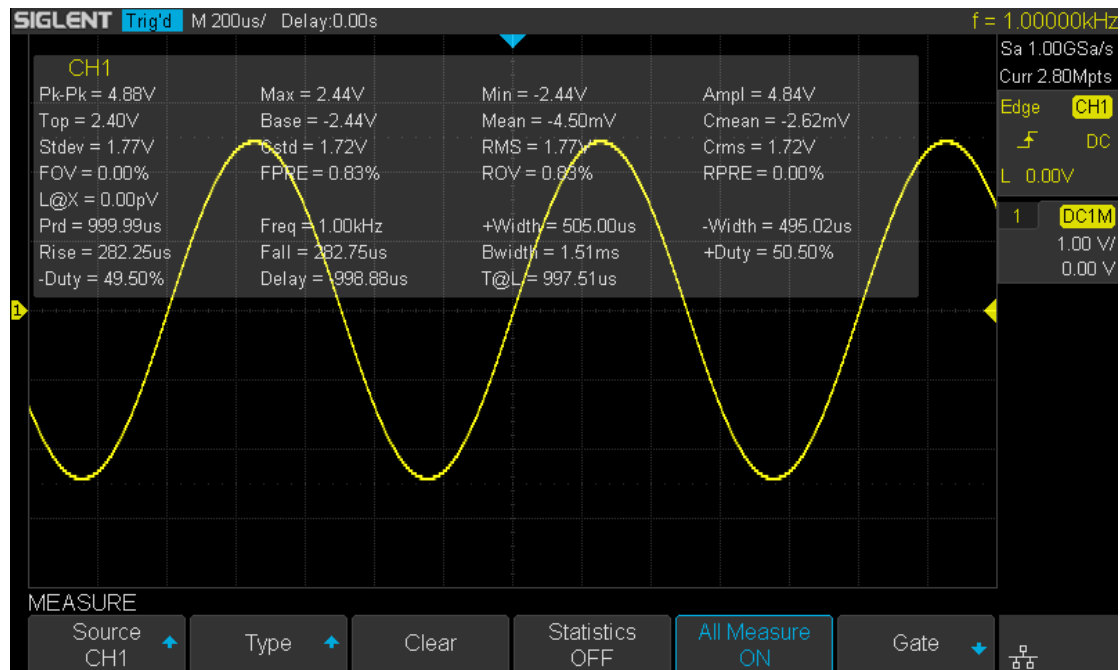 SIGLENT Trig'd M 200us/ Delay:0.00s f = 1.00000kHz
Sa 1.00GSa/s
Curr 2.80Mpts
CH1
Pk-Pk = 4.88V Max = 2.44V Min = -2.44V Ampl = 4.84V
Top = 2.40V Base = -2.44V Mean = -4.50mV Cmean = -2.62mV
Stdev = 1.77V Cstd = 1.72V RMS = 1.77V Crms = 1.72V
FOV = 0.00% FPRE = 0.83% ROV = 0.83% RPRE = 0.00%
L@X = 0.00pV
Prd = 999.99us Freq = 1.00kHz +Width = 505.00us -Width = 495.02us
Rise = 282.25us Fall = 282.75us Bwidth = 1.51ms +Duty = 50.50%
-Duty = 49.50% Delay = -998.88us T@L = 997.51us
Edge CH1
DC
L 0.00V
1 DC1M
1.00 V/
0.00 V
1
MEASURE
Source CH1
Type
Clear
Statistics OFF
All Measure ON
Gate